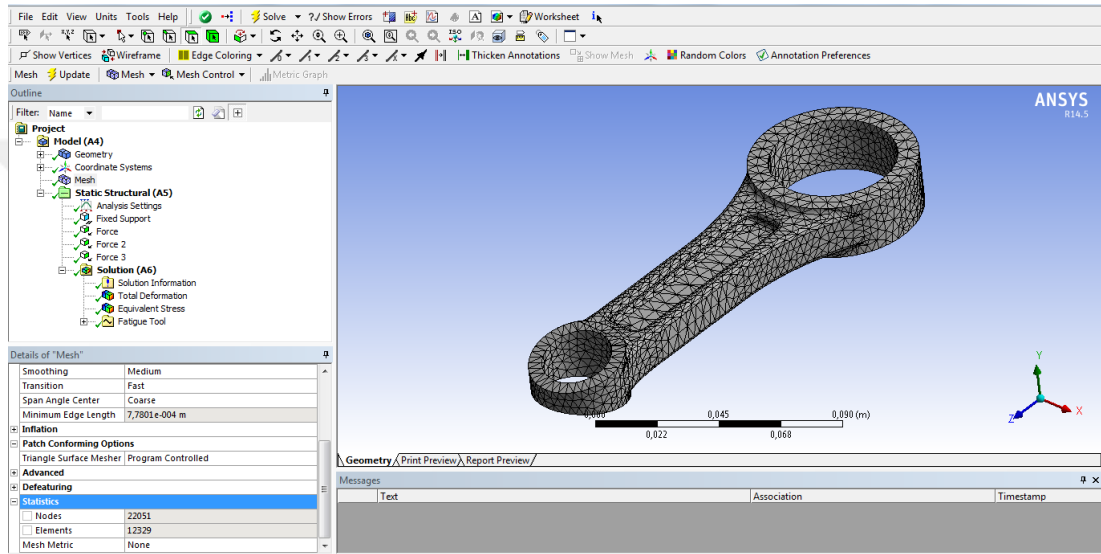 File Edit View Units Tools Help Solve ?/ Show Errors Worksheet
Show Vertices Wireframe Edge Coloring Thicken Annotations Show Mesh Random Colors Annotation Preferences
Mesh Update Mesh Mesh Control Metric Graph
Outline
Filter: Name
Project
Model (A4)
Geometry
Coordinate Systems
Mesh
Static Structural (A5)
Analysis Settings
Fixed Support
Force
Force 2
Force 3
Solution (A6)
Solution Information
Total Deformation
Equivalent Stress
Fatigue Tool
Details of "Mesh"
Smoothing Medium
Transition Fast
Span Angle Center Coarse
Minimum Edge Length 7,7801e-004 m
Inflation
Patch Conforming Options
Triangle Surface Mesher Program Controlled
Advanced
Defeaturing
Statistics
Nodes 22051
Elements 12329
Mesh Metric None
ANSYS
R14.5
0,000 0,045 0,090 (m)
0,022 0,068
Y
X
Z
Geometry Print Preview Report Preview
Messages
Text Association Timestamp